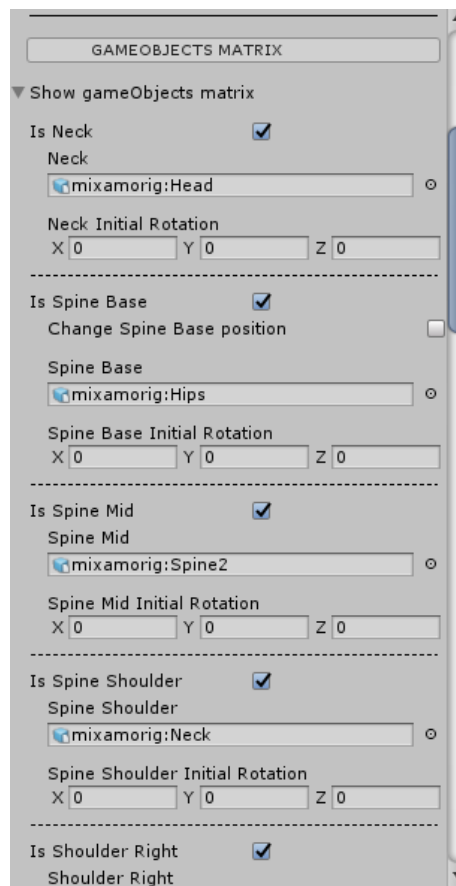 GAMEOBJECTS MATRIX
Show gameObjects matrix
Is Neck
Neck
mixamorig:Head
Neck Initial Rotation
X 0 Y 0 Z 0
Is Spine Base
Change Spine Base position
Spine Base
mixamorig:Hips
Spine Base Initial Rotation
X 0 Y 0 Z 0
Is Spine Mid
Spine Mid
mixamorig:Spine2
Spine Mid Initial Rotation
X 0 Y 0 Z 0
Is Spine Shoulder
Spine Shoulder
mixamorig:Neck
Spine Shoulder Initial Rotation
X 0 Y 0 Z 0
Is Shoulder Right
Shoulder Right